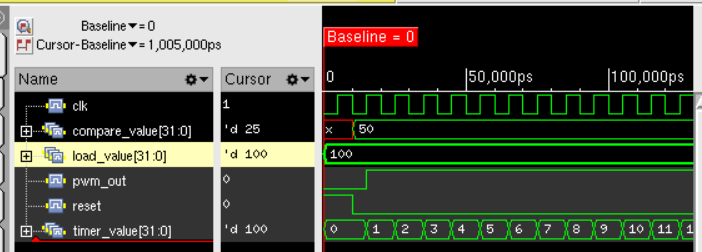 Baseline▼= 0
Cursor-Baseline▼= 1,005,000ps
Baseline = 0
Name Cursor 0 50,000ps 100,000ps
clk 1
compare_value[31:0] 'd 25 x 50
load_value[31:0] 'd 100 100
pwm_out 0
reset 0
timer_value[31:0] 'd 100 0 1 2 3 4 5 6 7 8 9 10 11 1